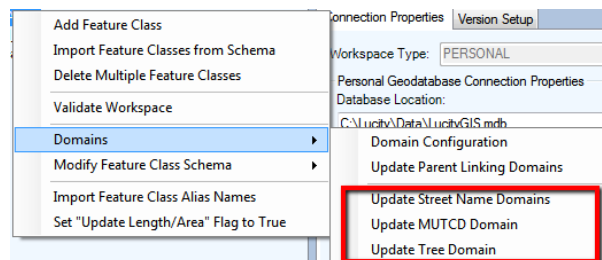 Add Feature Class
Import Feature Classes from Schema
Delete Multiple Feature Classes
Validate Workspace
Domains
Modify Feature Class Schema
Import Feature Class Alias Names
Set "Update Length/Area" Flag to True
Connection Properties
Version Setup
Workspace Type: PERSONAL
Personal Geodatabase Connection Properties
Database Location:
C:\Lucity\Data\LucityGIS.mdb
Domain Configuration
Update Parent Linking Domains
Update Street Name Domains
Update MUTCD Domain
Update Tree Domain